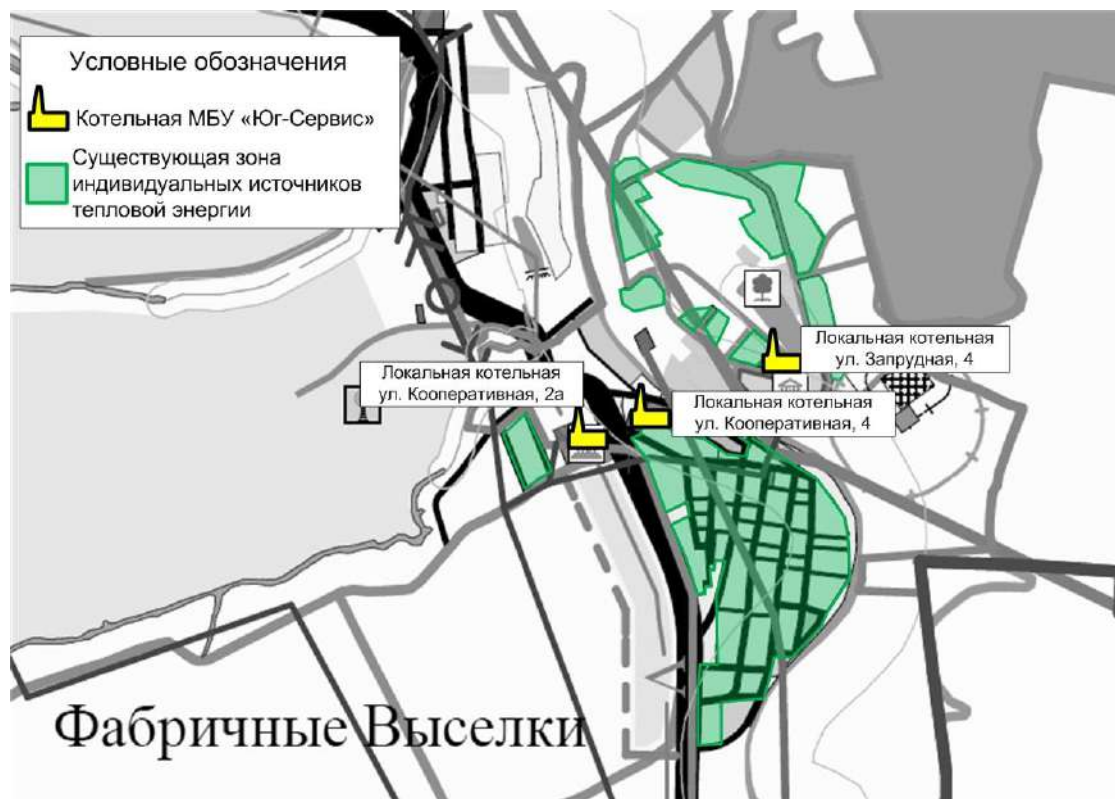 Условные обозначения
Котельная МБУ «Юг-Сервис»
Существующая зона
индивидуальных источников
тепловой энергии
Локальная котельная
ул. Запрудная, 4
Локальная котельная
ул. Кооперативная, 2а
Локальная котельная
ул. Кооперативная, 4
Фабричные Выселки